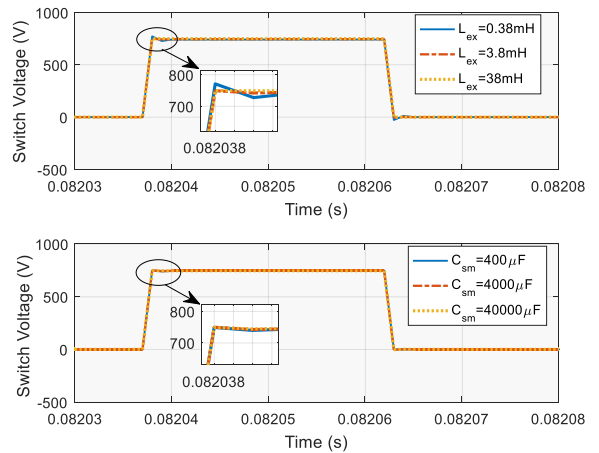 1000
L_ex=0.38mH
L_ex=3.8mH
L_ex=38mH
500
800
700
0.082038
0
-500
Switch Voltage (V)
0.08203 0.08204 0.08205 0.08206 0.08207 0.08208
Time (s)
1000
C_sm=400μF
C_sm=4000μF
C_sm=40000μF
500
800
700
0.082038
0
-500
Switch Voltage (V)
0.08203 0.08204 0.08205 0.08206 0.08207 0.08208
Time (s)